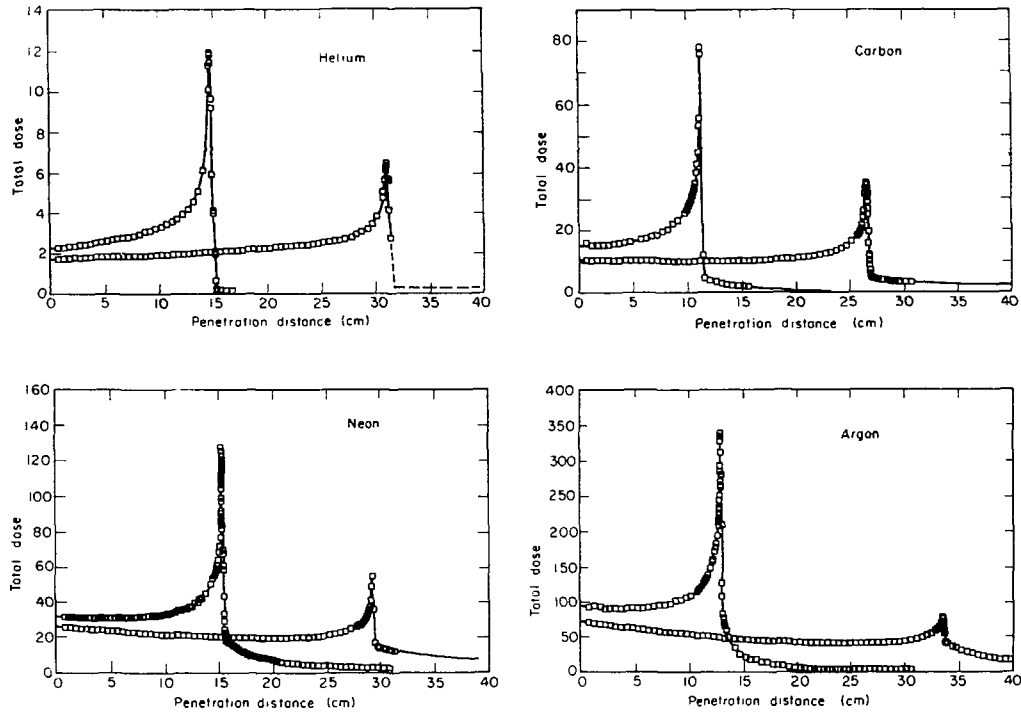 Helium
Total dose
14
12
10
8
6
4
2
0
0 5 10 15 20 25 30 35 40
Penetration distance (cm)
Carbon
Total dose
80
60
40
20
0
0 5 10 15 20 25 30 35 40
Penetration distance (cm)
Neon
Total dose
160
140
120
100
80
60
40
20
0
0 5 10 15 20 25 30 35 40
Penetration distance (cm)
Argon
Total dose
400
350
300
250
200
150
100
50
0
0 5 10 15 20 25 30 35 40
Penetration distance (cm)